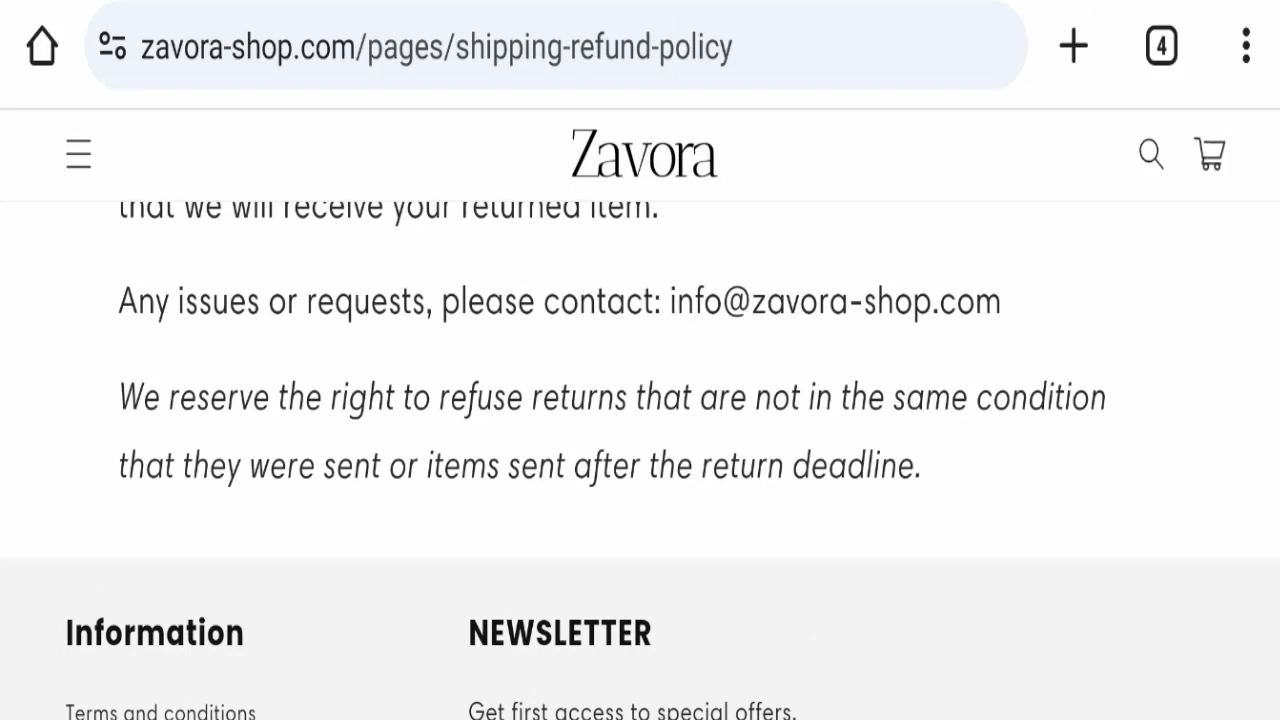 zavora-shop.com/pages/shipping-refund-policy
4
Zavora
that we will receive your returned item.
Any issues or requests, please contact: info@zavora-shop.com
We reserve the right to refuse returns that are not in the same condition
that they were sent or items sent after the return deadline.
Information
NEWSLETTER
Terms and conditions
Get first access to special offers.